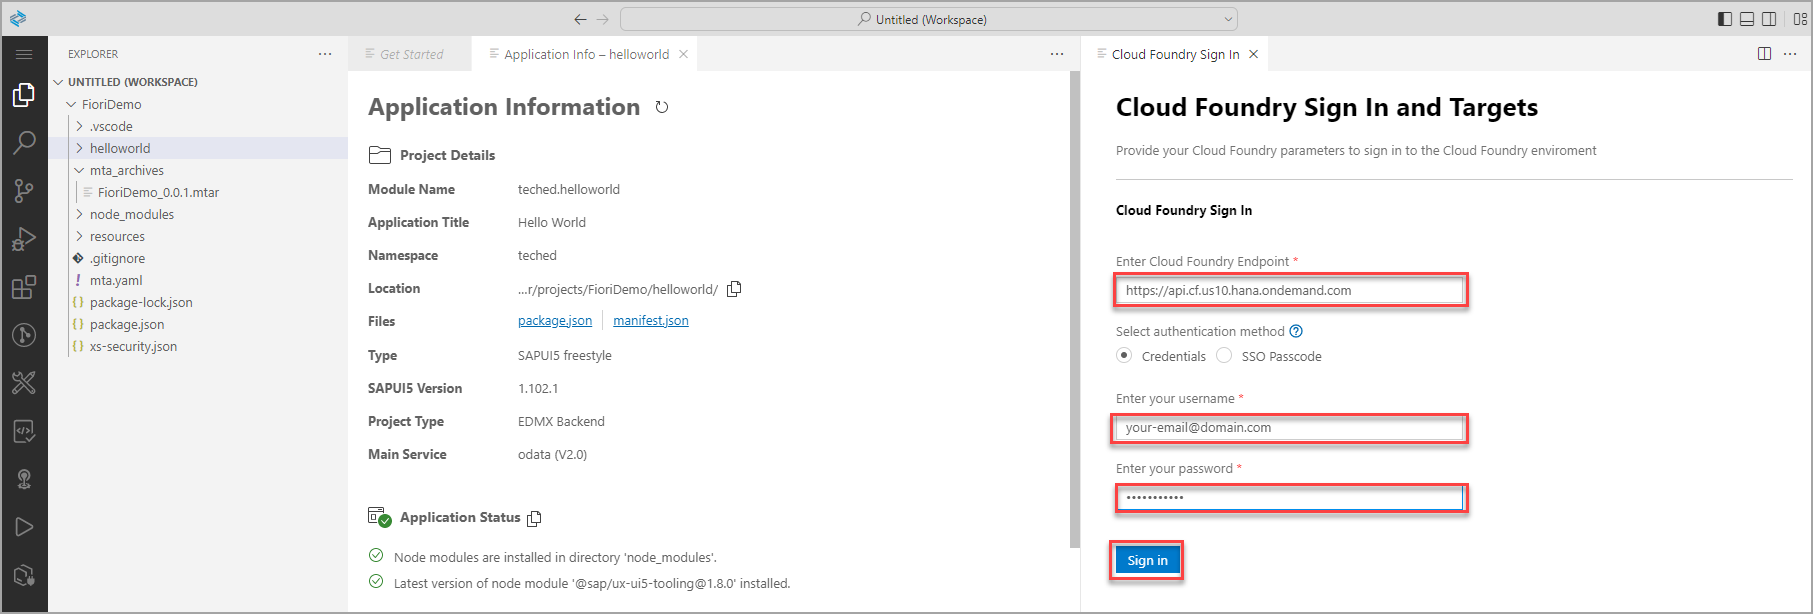 Untitled (Workspace)
EXPLORER
UNTITLED (WORKSPACE)
FioriDemo
.vscode
helloworld
mta_archives
FioriDemo_0.0.1.mtar
node_modules
resources
.gitignore
mta.yaml
package-lock.json
package.json
xs-security.json
Get Started
Application Info – helloworld
Application Information
Project Details
Module Name teched.helloworld
Application Title Hello World
Namespace teched
Location ...r/projects/FioriDemo/helloworld/
Files package.json manifest.json
Type SAPUI5 freestyle
SAPUI5 Version 1.102.1
Project Type EDMX Backend
Main Service odata (V2.0)
Application Status
Node modules are installed in directory 'node_modules'.
Latest version of node module '@sap/ux-ui5-tooling@1.8.0' installed.
Cloud Foundry Sign In
Cloud Foundry Sign In and Targets
Provide your Cloud Foundry parameters to sign in to the Cloud Foundry enviroment
Cloud Foundry Sign In
Enter Cloud Foundry Endpoint *
https://api.cf.us10.hana.ondemand.com
Select authentication method
Credentials SSO Passcode
Enter your username *
your-email@domain.com
Enter your password *
•••••••••••
Sign in